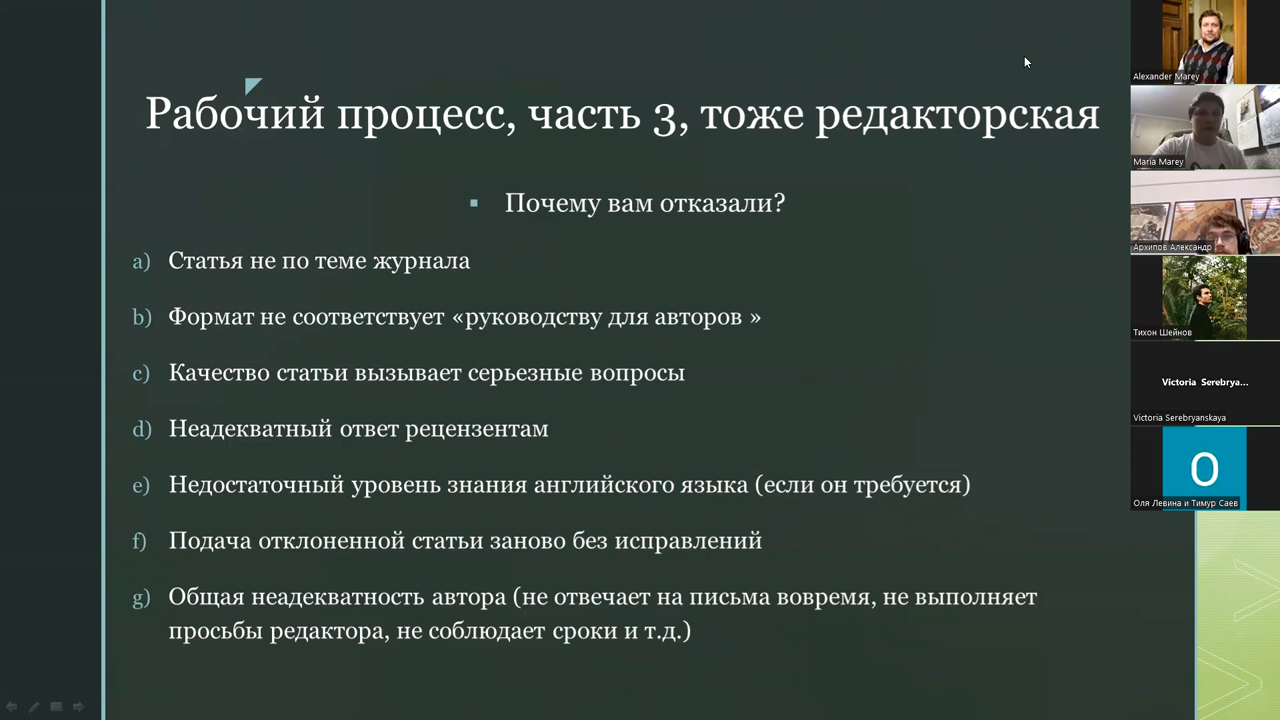 Рабочий процесс, часть 3, тоже редакторская
Почему вам отказали?
a) Статья не по теме журнала
b) Формат не соответствует «руководству для авторов »
c) Качество статьи вызывает серьезные вопросы
d) Неадекватный ответ рецензентам
e) Недостаточный уровень знания английского языка (если он требуется)
f) Подача отклоненной статьи заново без исправлений
g) Общая неадекватность автора (не отвечает на письма вовремя, не выполняет
просьбы редактора, не соблюдает сроки и т.д.)
Alexander Marey
Maria Marey
Архипов Александр
Тихон Шейнов
Victoria Serebrya...
Victoria Serebryanskaya
О
Оля Левина и Тимур Саев